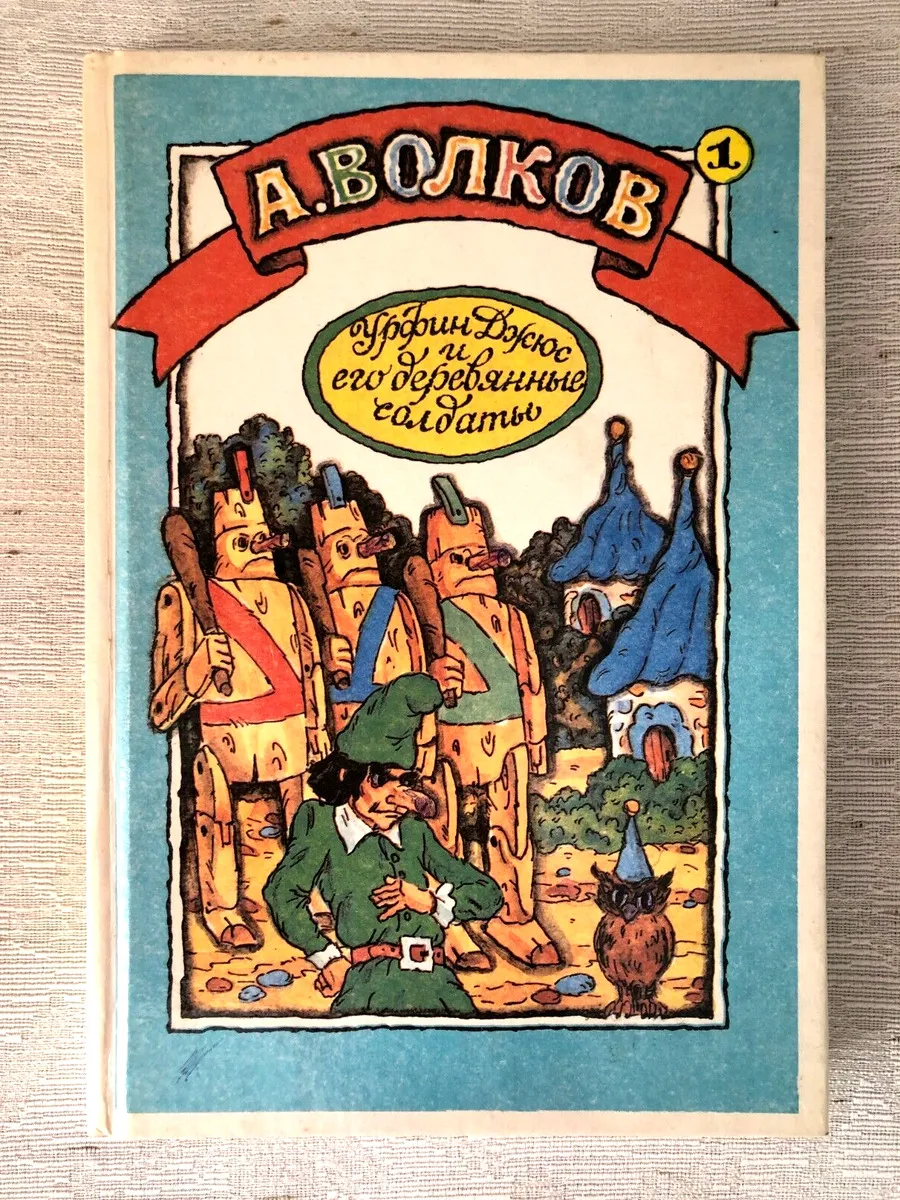 А.ВОЛКОВ
1.
Урфин Джюс
и
его деревянные
солдаты